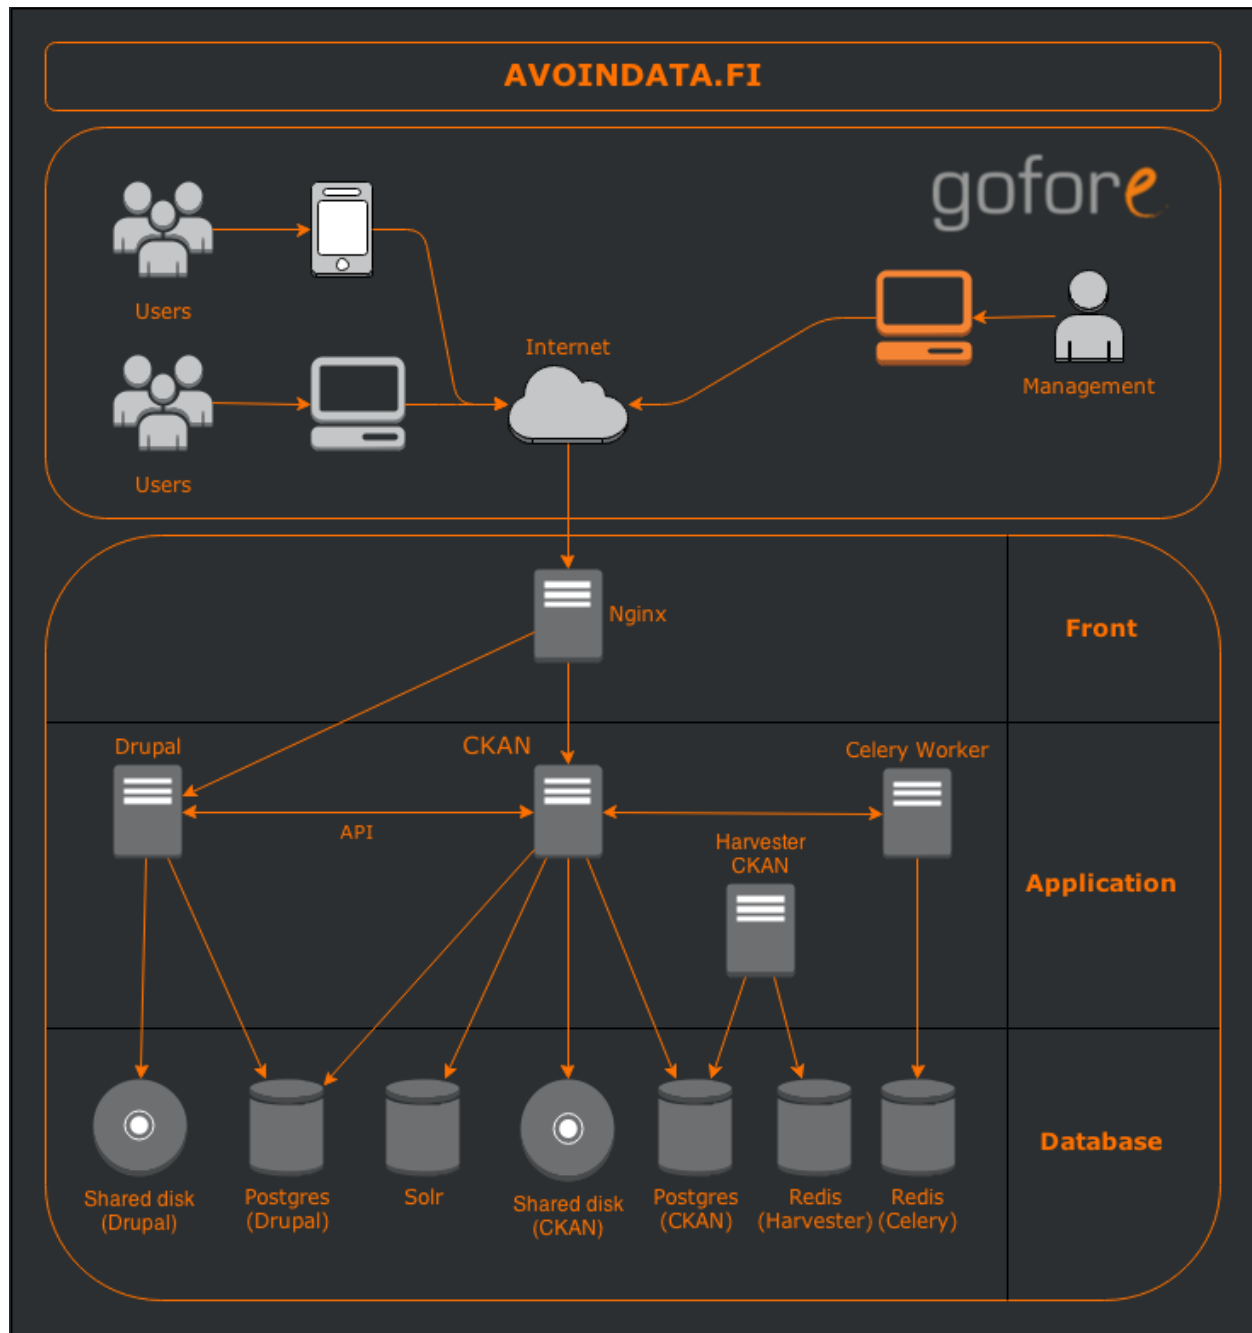 AVOINDATA.FI
gofore
Users
Internet
Management
Users
Nginx
Front
Drupal
CKAN
Celery Worker
API
Harvester
CKAN
Application
Database
Shared disk
(Drupal)
Postgres
(Drupal)
Solr
Shared disk
(CKAN)
Postgres
(CKAN)
Redis
(Harvester)
Redis
(Celery)